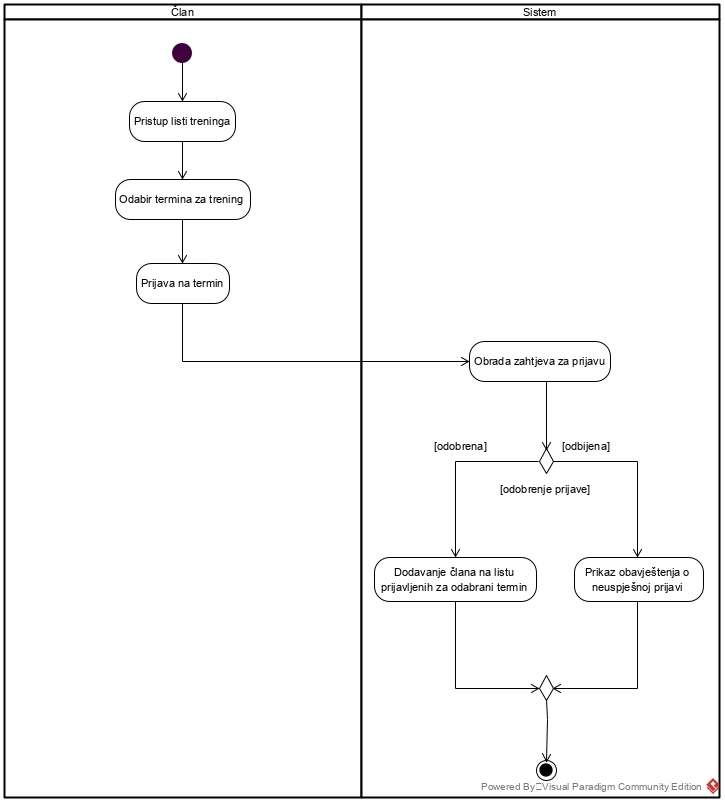 Član
Sistem
Pristup listi treninga
Odabir termina za trening
Prijava na termin
Obrada zahtjeva za prijavu
[odobrena]
[odbijena]
[odobrenje prijave]
Dodavanje člana na listu
prijavljenih za odabrani termin
Prikaz obavještenja o
neuspješnoj prijavi
Powered By Visual Paradigm Community Edition